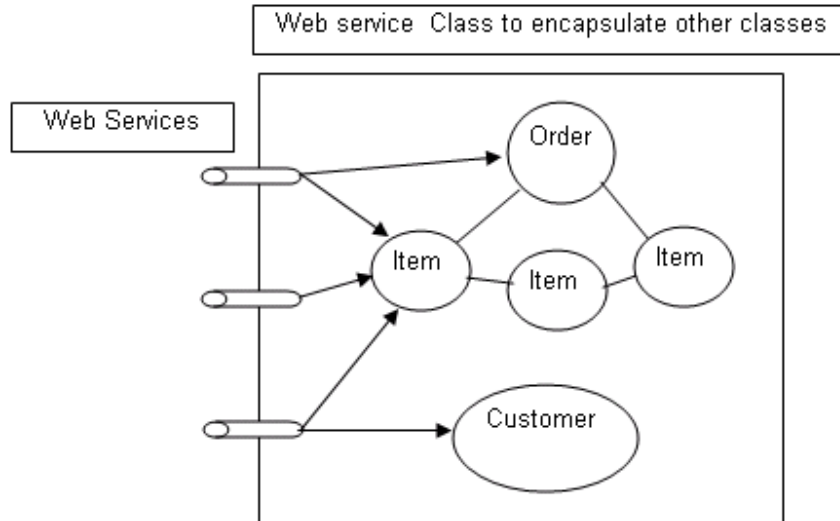 Web service  Class to encapsulate other classes
Web Services
Order
Item
Item
Item
Customer